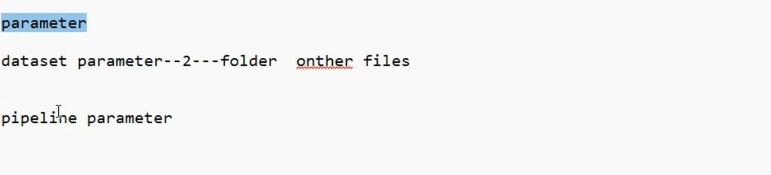 parameter
dataset parameter--2---folder  onther files
pipeline parameter